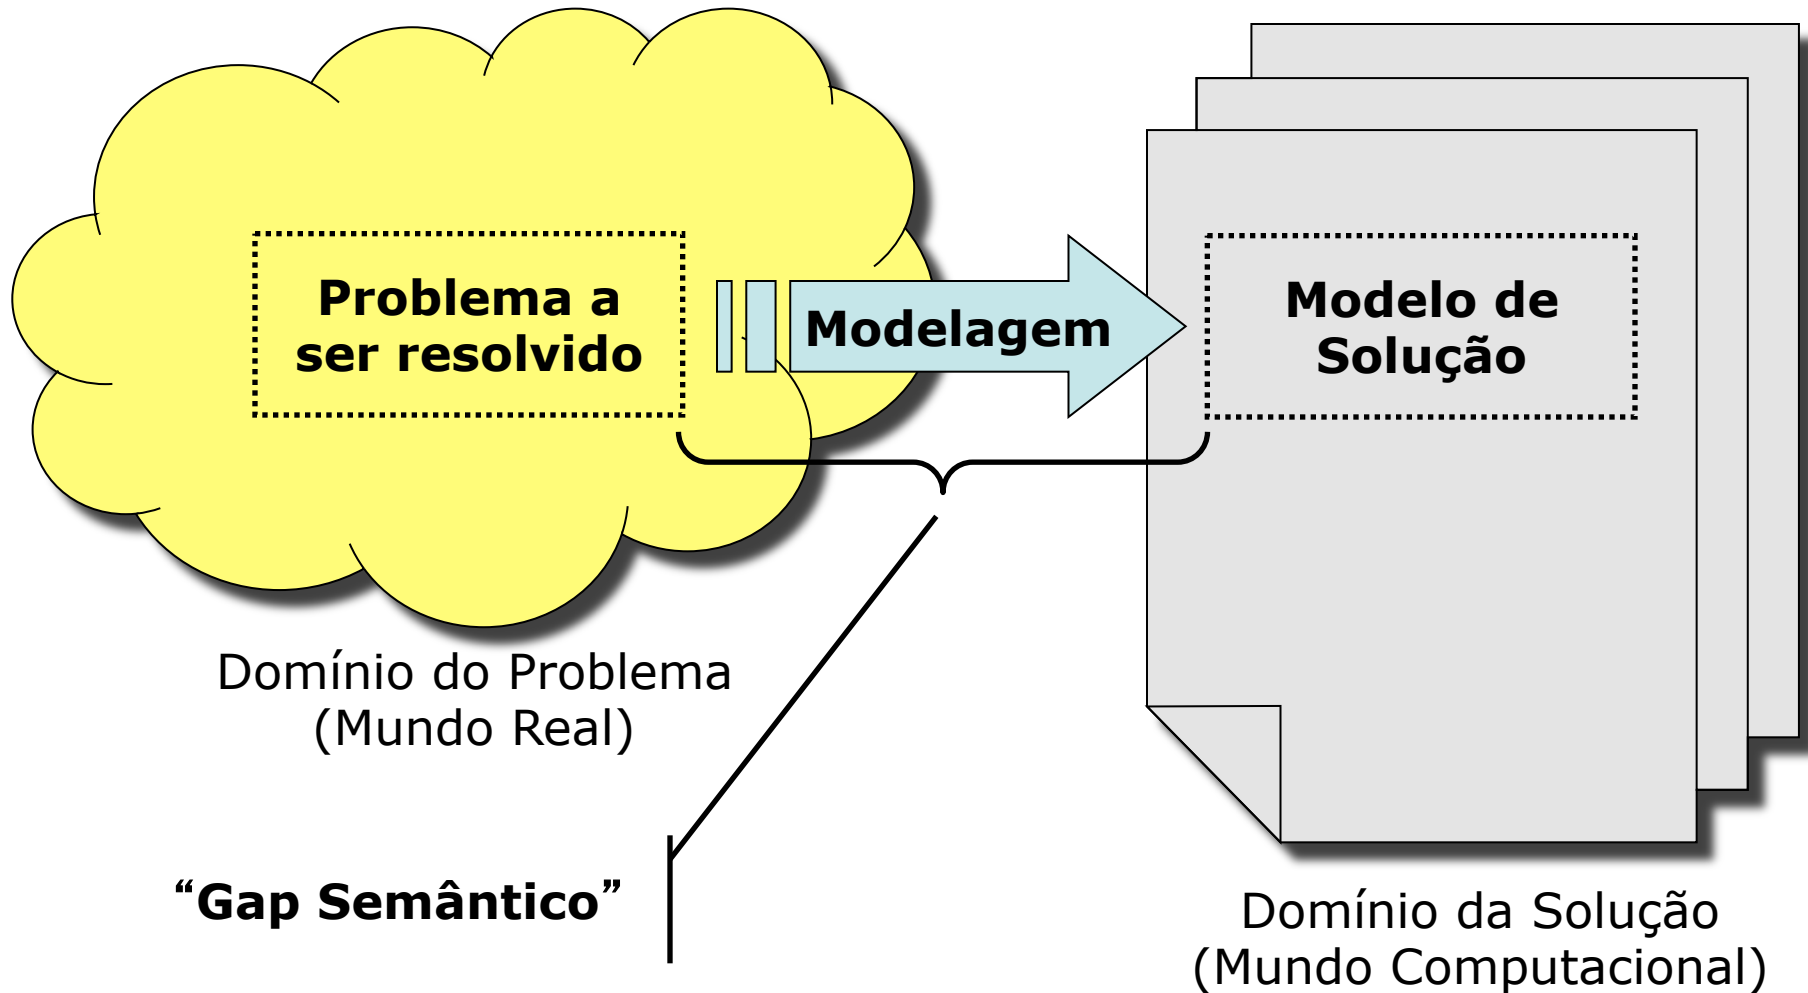 Problema a
ser resolvido
Modelagem
Modelo de
Solução
Domínio do Problema
(Mundo Real)
“Gap Semântico”
Domínio da Solução
(Mundo Computacional)